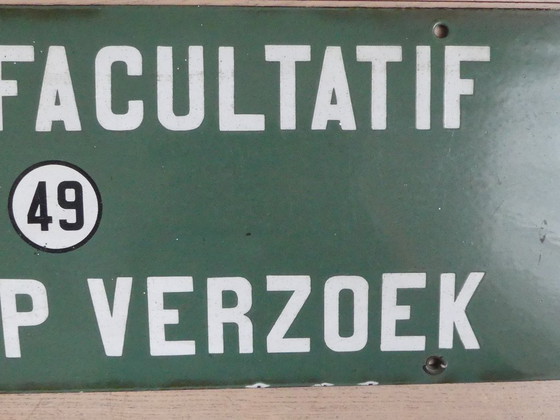 FACULTATIF
49
P VERZOEK